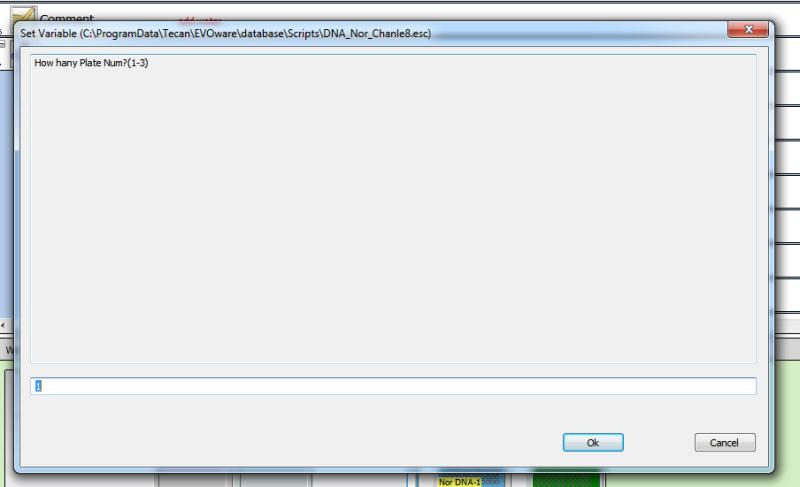 Comment
Set Variable (C:\ProgramData\Tecan\EVOware\database\Scripts\DNA_Nor_Chanle8.esc)
How hany Plate Num?(1-3)
1
Ok
Cancel
Nor DNA-1